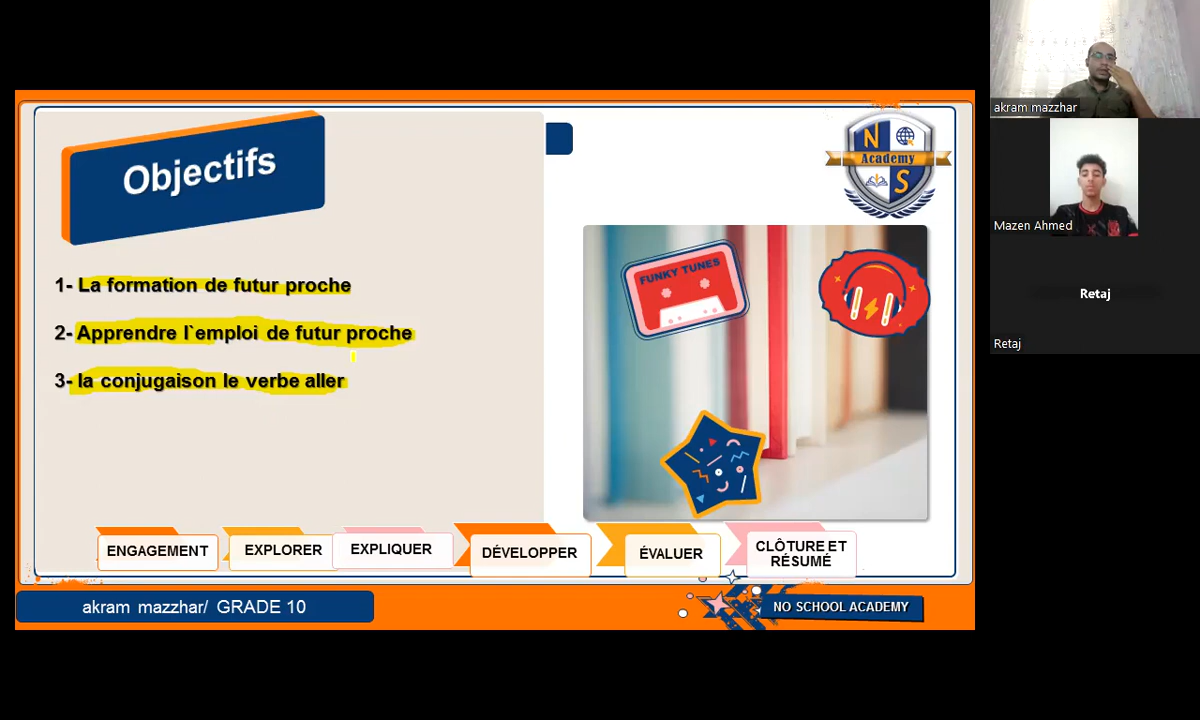 Objectifs
1- La formation de futur proche
2- Apprendre l`emploi de futur proche
3- la conjugaison le verbe aller
N
Academy
S
FUNKY TUNES
ENGAGEMENT
EXPLORER
EXPLIQUER
DÉVELOPPER
ÉVALUER
CLÔTURE ET
RÉSUMÉ
akram mazzhar/ GRADE 10
NO SCHOOL ACADEMY
akram mazzhar
Mazen Ahmed
Retaj
Retaj